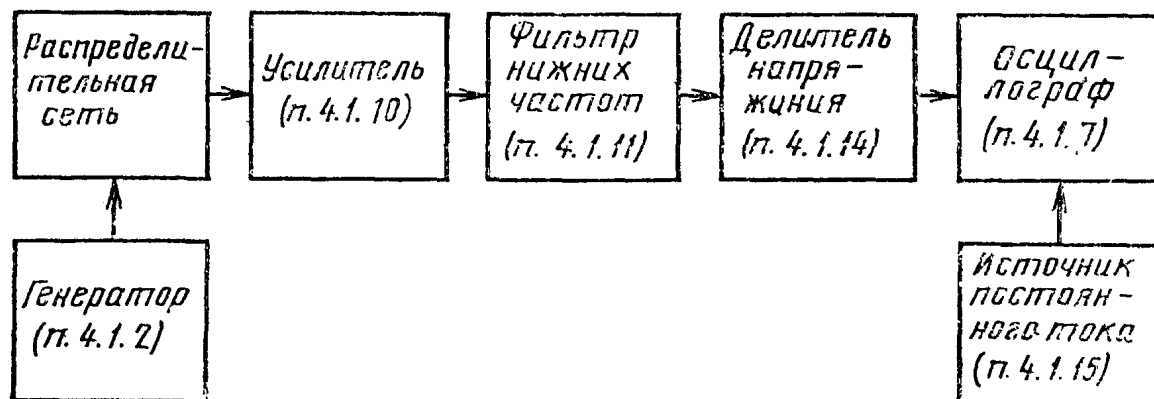 Распредели-
тельная
сеть
Усилитель
(п. 4.1.10)
Фильтр
нижних
частот
(п. 4.1.11)
Делитель
напря-
жиния
(п. 4.1.14)
Осцил-
лограф
(п. 4.1.7)
Генератор
(п. 4.1.2)
Источник
постоян-
ного тока
(п. 4.1.15)